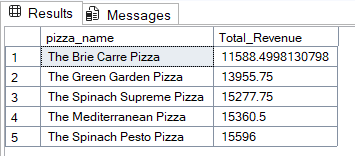 Results Messages
pizza_name Total_Revenue
1 The Brie Carre Pizza 11588.4998130798
2 The Green Garden Pizza 13955.75
3 The Spinach Supreme Pizza 15277.75
4 The Mediterranean Pizza 15360.5
5 The Spinach Pesto Pizza 15596